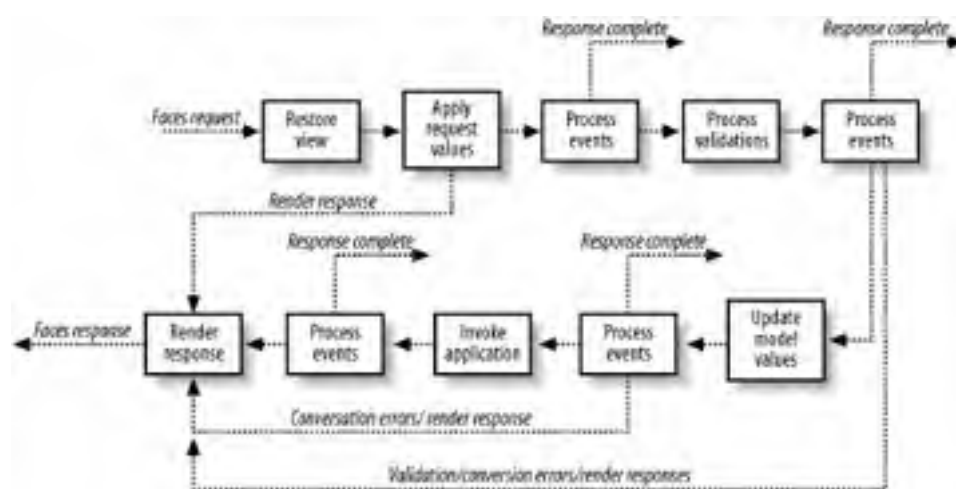 Response complete
Response complete
Faces request
Restore
view
Apply
request
values
Process
events
Process
validations
Process
events
Render response
Response complete
Response complete
Faces response
Render
response
Process
events
Invoke
application
Process
events
Update
model
values
Conversation errors/ render response
Validation/conversion errors/render responses